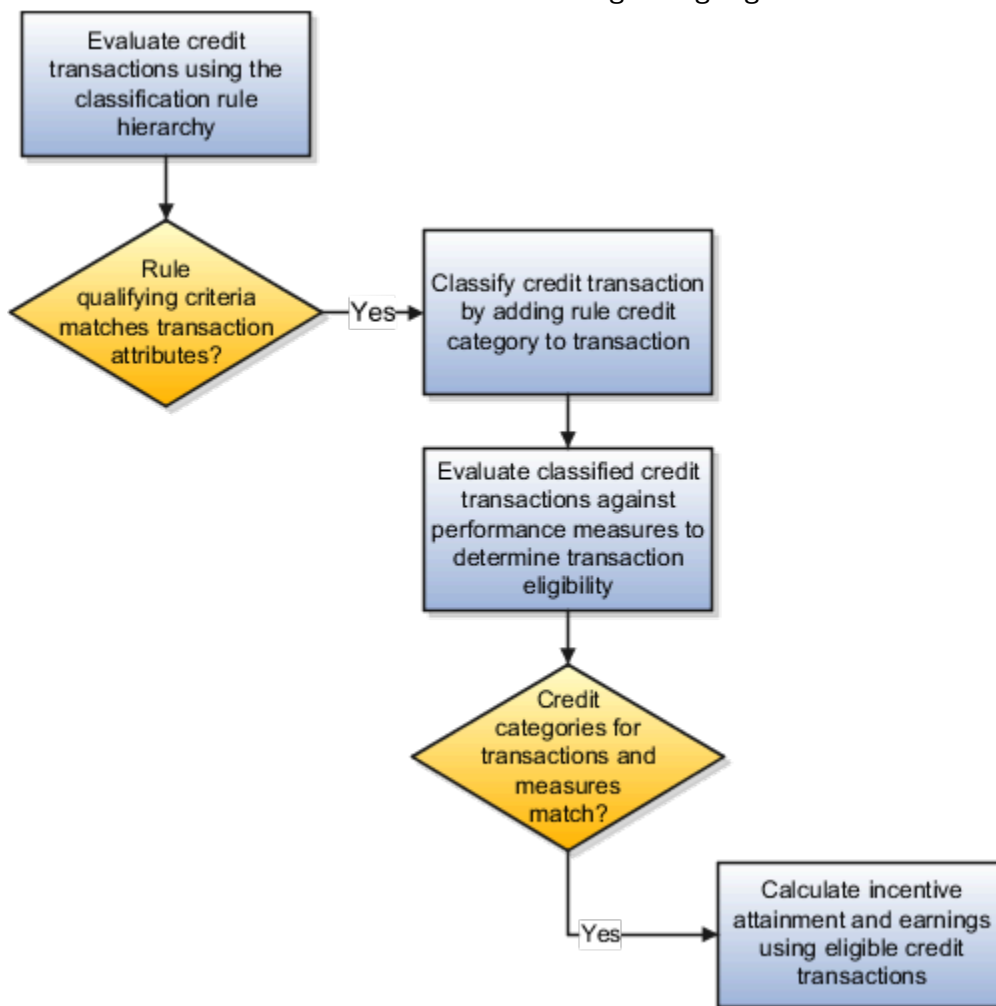 Evaluate credit
transactions using the
classification rule
hierarchy
Rule
qualifying criteria
matches transaction
attributes?
Yes
Classify credit transaction
by adding rule credit
category to transaction
Evaluate classified credit
transactions against
performance measures to
determine transaction
eligibility
Credit
categories for
transactions and
measures
match?
Yes
Calculate incentive
attainment and earnings
using eligible credit
transactions